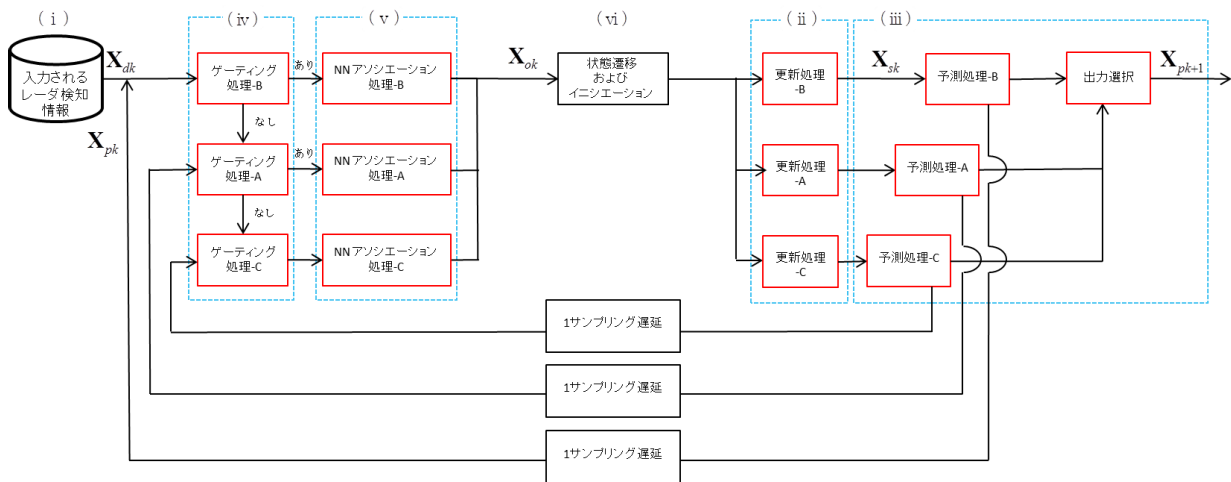 (i)
(iv)
(v)
(vi)
(ii)
(iii)
入力される
レーダ検知
情報
X_dk
X_pk
ゲーティング
処理-B
あり
NNアソシエーション
処理-B
X_ok
状態遷移
および
イニシエーション
更新処理
-B
X_sk
予測処理-B
出力選択
X_pk+1
なし
ゲーティング
処理-A
あり
NNアソシエーション
処理-A
更新処理
-A
予測処理-A
なし
ゲーティング
処理-C
NNアソシエーション
処理-C
更新処理
-C
予測処理-C
1サンプリング遅延
1サンプリング遅延
1サンプリング遅延